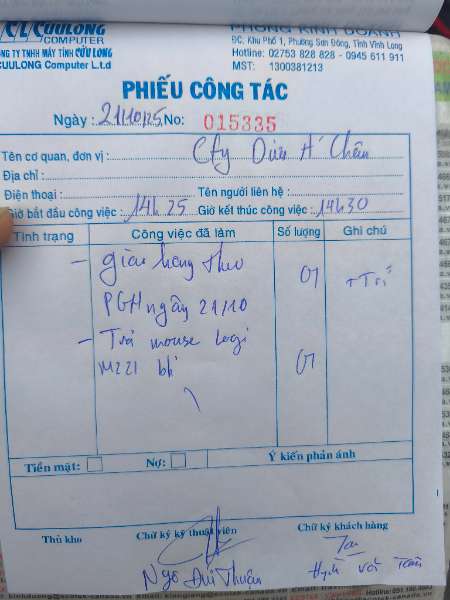 CUULONG
COMPUTER
PHÒNG KINH DOANH
NG TY TNHH MÁY TÍNH CỬU LONG
CUULONG Computer L.t.d
ĐC: Khu Phố 1, Phường Sơn Đông, Tỉnh Vĩnh Long
Hotline: 02753 828 828 - 0945 611 911
MST: 1300381213
PHIẾU CÔNG TÁC
Ngày : 21/10/25 No: 015335
Tên cơ quan, đơn vị : Cty Dừa Á Châu
Địa chỉ :
Điện thoại : Tên người liên hệ :
Giờ bắt đầu công việc : 14h25 Giờ kết thúc công việc : 14h30
Tình trạng Công việc đã làm Số lượng Ghi chú
- giao hàng theo 01 + Trí
PGH ngày 21/10
- Trả mouse logi 01
M221 bh
Tiền mặt: Nợ: Ý kiến phản ánh
Thủ kho Chữ ký kỹ thuật viên Chữ ký khách hàng
Ngô Đức Thuận